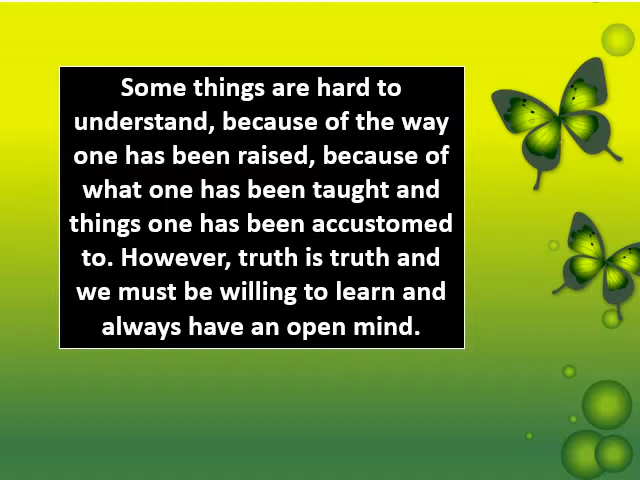 Some things are hard to
understand, because of the way
one has been raised, because of
what one has been taught and
things one has been accustomed
to. However, truth is truth and
we must be willing to learn and
always have an open mind.